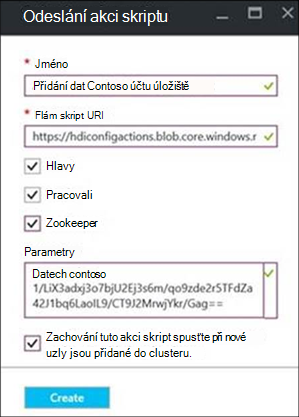 Odeslání akci skriptu
* Jméno
Přidání dat Contoso účtu úložiště
* Flám skript URI
https://hdiconfigactions.blob.core.windows.r
Hlavy
Pracovali
Zookeeper
Parametry
Datech contoso
1/LiX3adxj3o7bjU2Ej3s6m/qo9zde2r5TFdZa
42J1bq6LaolL9/CT9J2MrwjYkr/Gag==
Zachování tuto akci skript spusťte při nové
uzly jsou přidané do clusteru.
Create